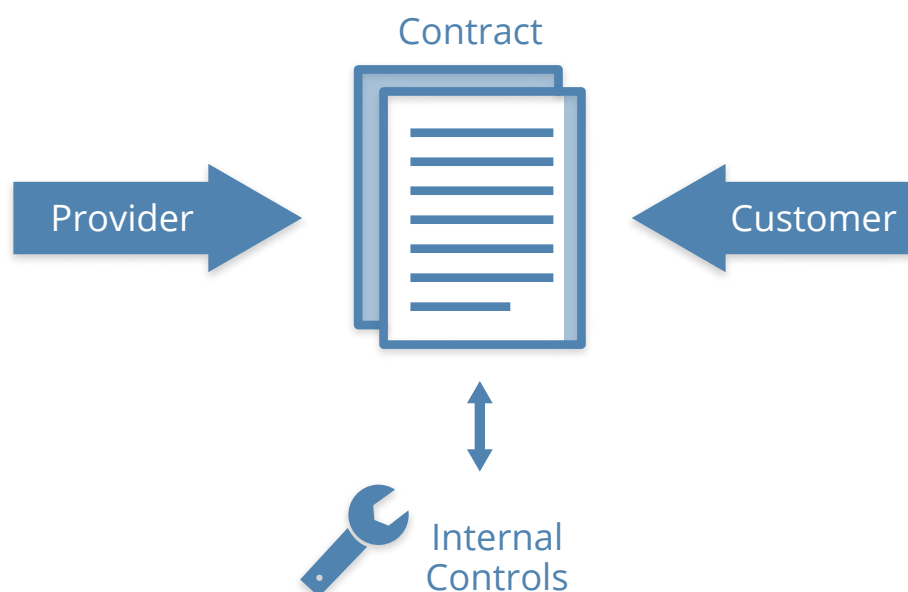 Contract
Provider
Customer
Internal
Controls